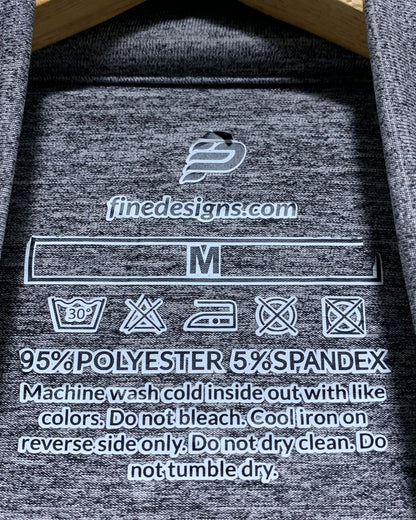 finedesigns.com
M
30°
95%POLYESTER 5%SPANDEX
Machine wash cold inside out with like
colors. Do not bleach. Cool iron on
reverse side only. Do not dry clean. Do
not tumble dry.